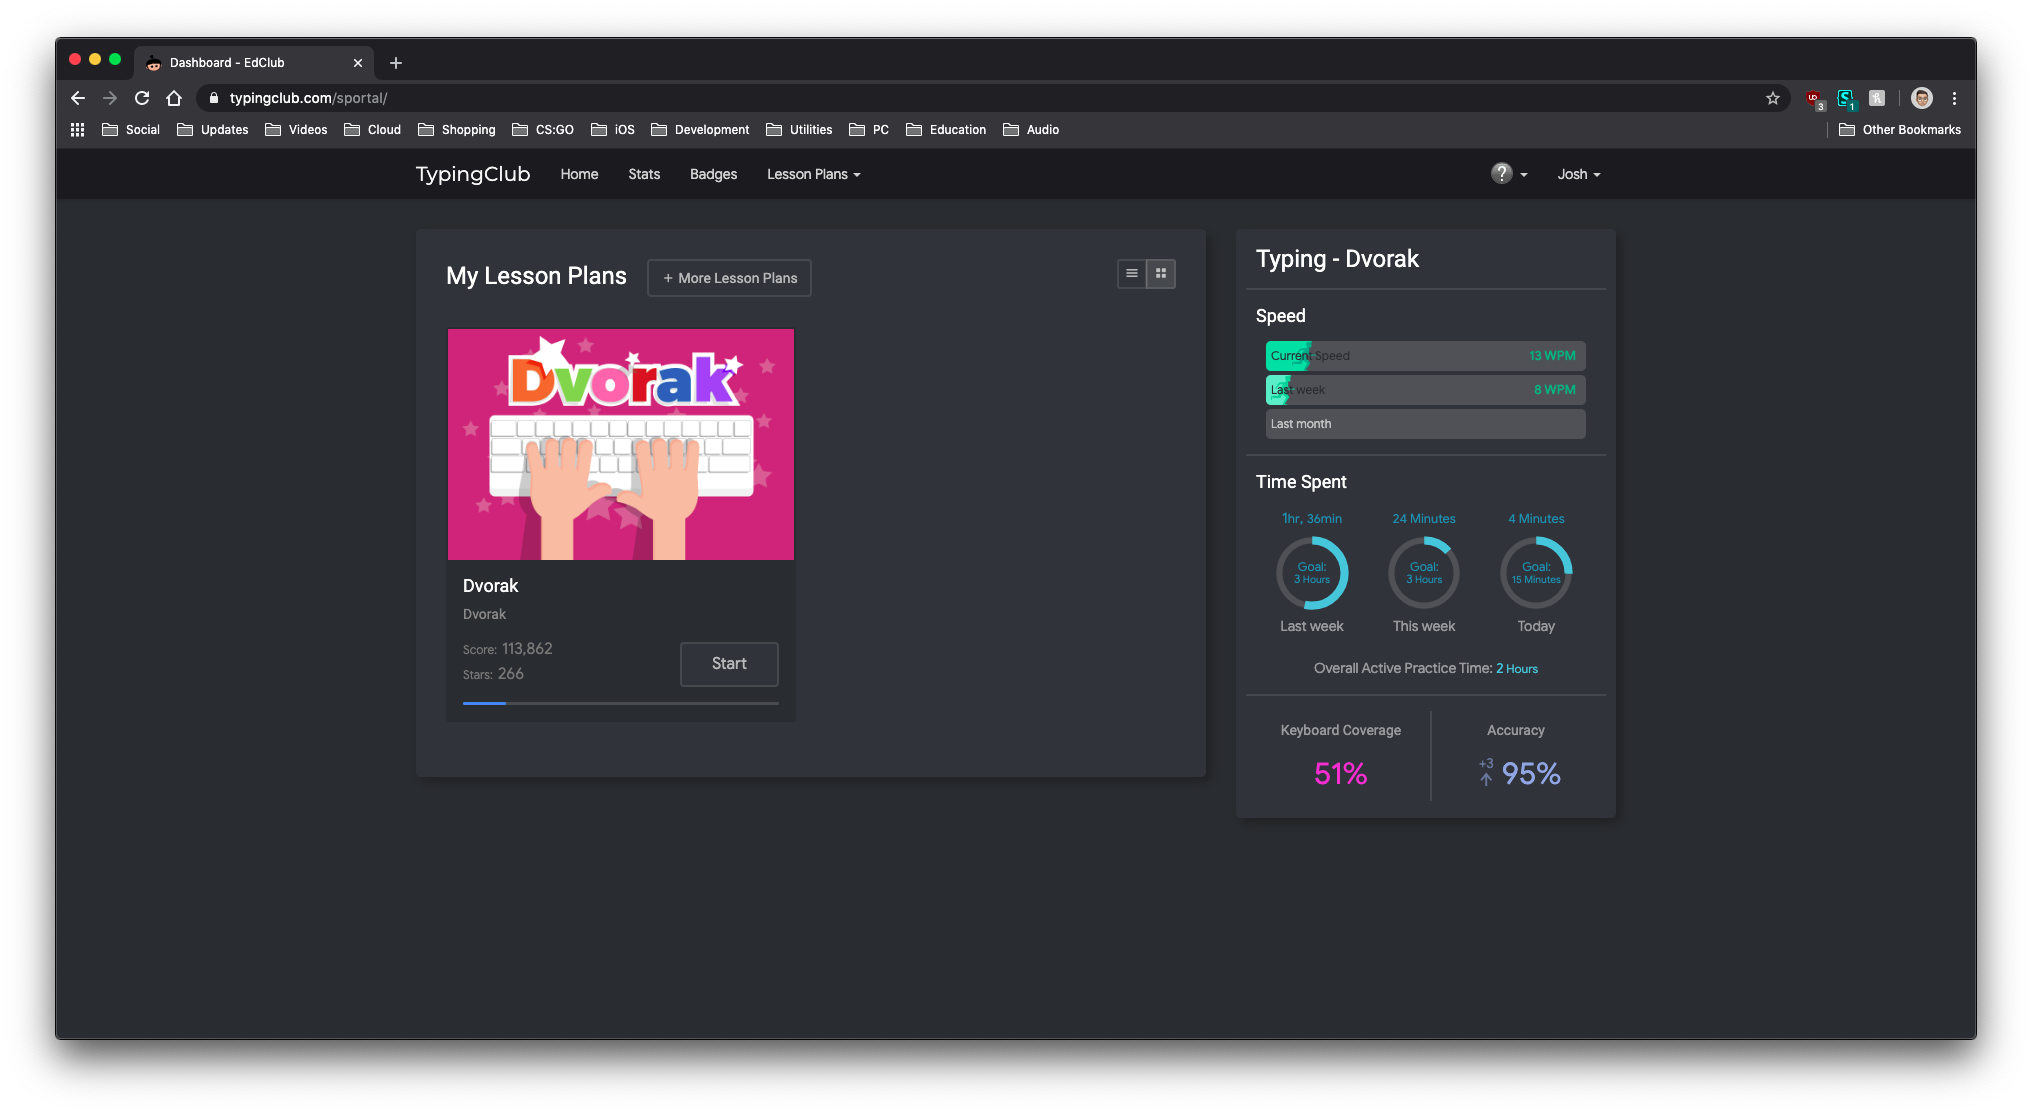 Dashboard - EdClub
typingclub.com/sportal/
UD 3 S 1
Social Updates Videos Cloud Shopping CS:GO iOS Development Utilities PC Education Audio Other Bookmarks
TypingClub Home Stats Badges Lesson Plans ? Josh
My Lesson Plans + More Lesson Plans
Dvorak
Dvorak
Dvorak
Score: 113,862
Stars: 266
Start
Typing - Dvorak
Speed
Current Speed 13 WPM
Last week 8 WPM
Last month
Time Spent
1hr, 36min 24 Minutes 4 Minutes
Goal: Goal: Goal:
3 Hours 3 Hours 15 Minutes
Last week This week Today
Overall Active Practice Time: 2 Hours
Keyboard Coverage Accuracy
51% +3 95%